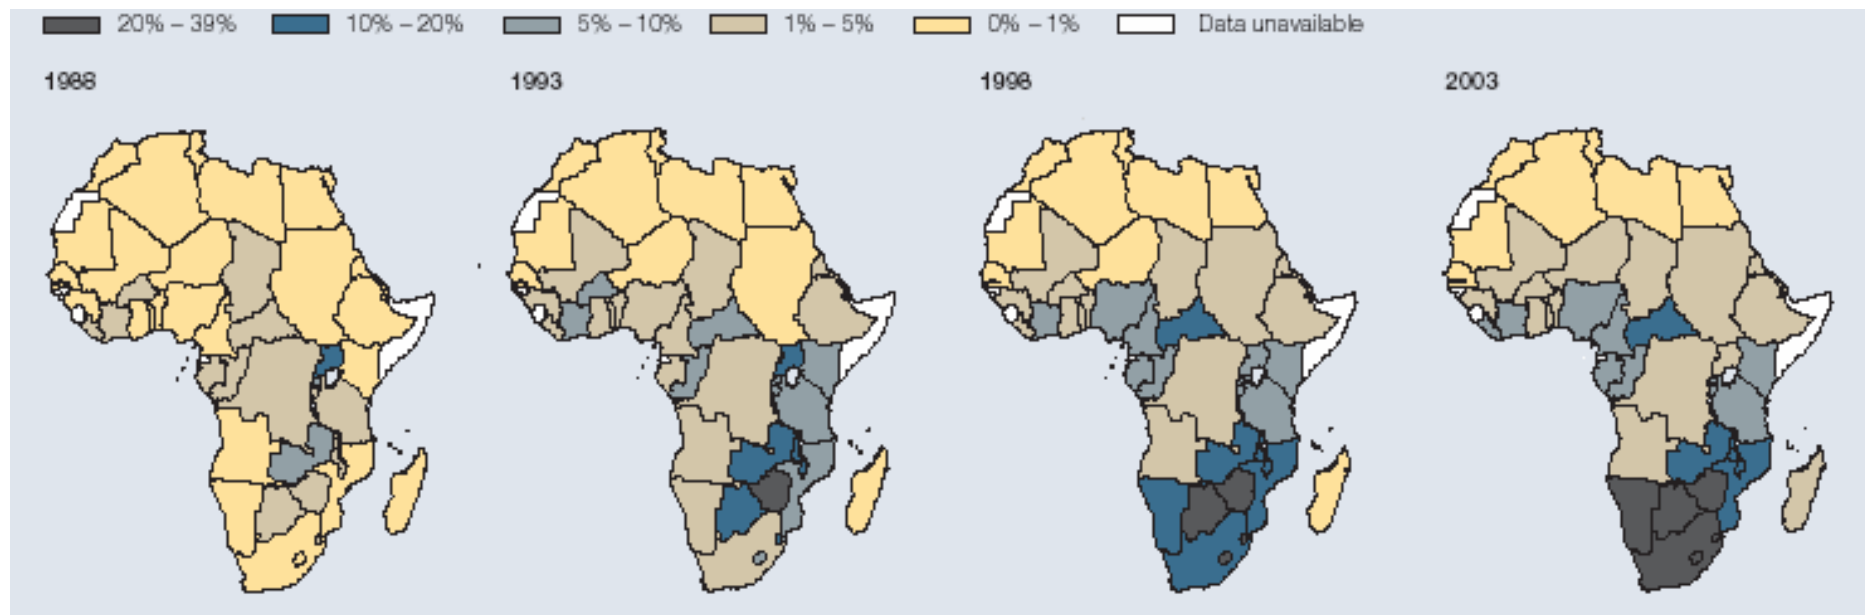 20% – 39% 10% – 20% 5% – 10% 1% – 5% 0% – 1% Data unavailable
1988 1993 1998 2003